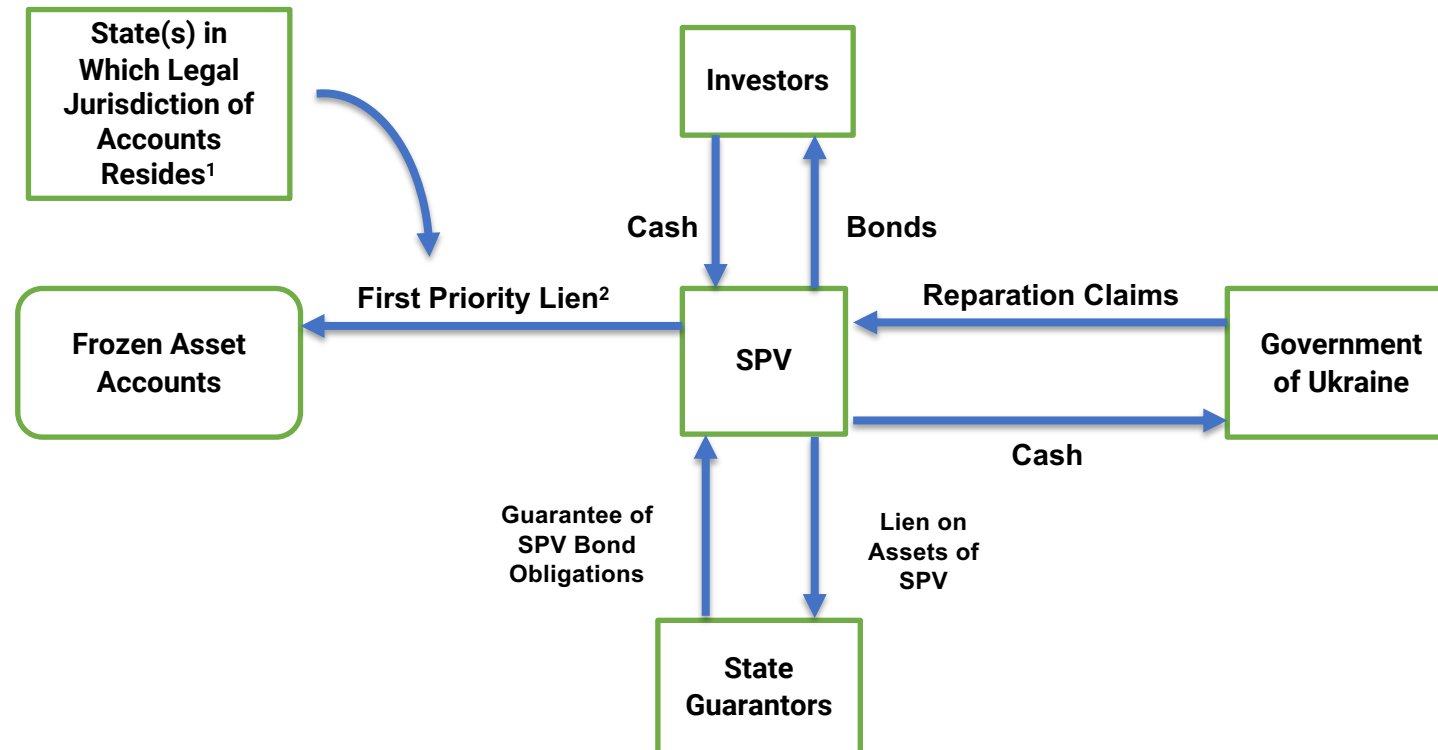 State(s) in
Which Legal
Jurisdiction of
Accounts
Resides¹
Investors
Cash
Bonds
First Priority Lien²
Reparation Claims
Frozen Asset
Accounts
SPV
Government
of Ukraine
Cash
Guarantee of
SPV Bond
Obligations
Lien on
Assets of
SPV
State
Guarantors